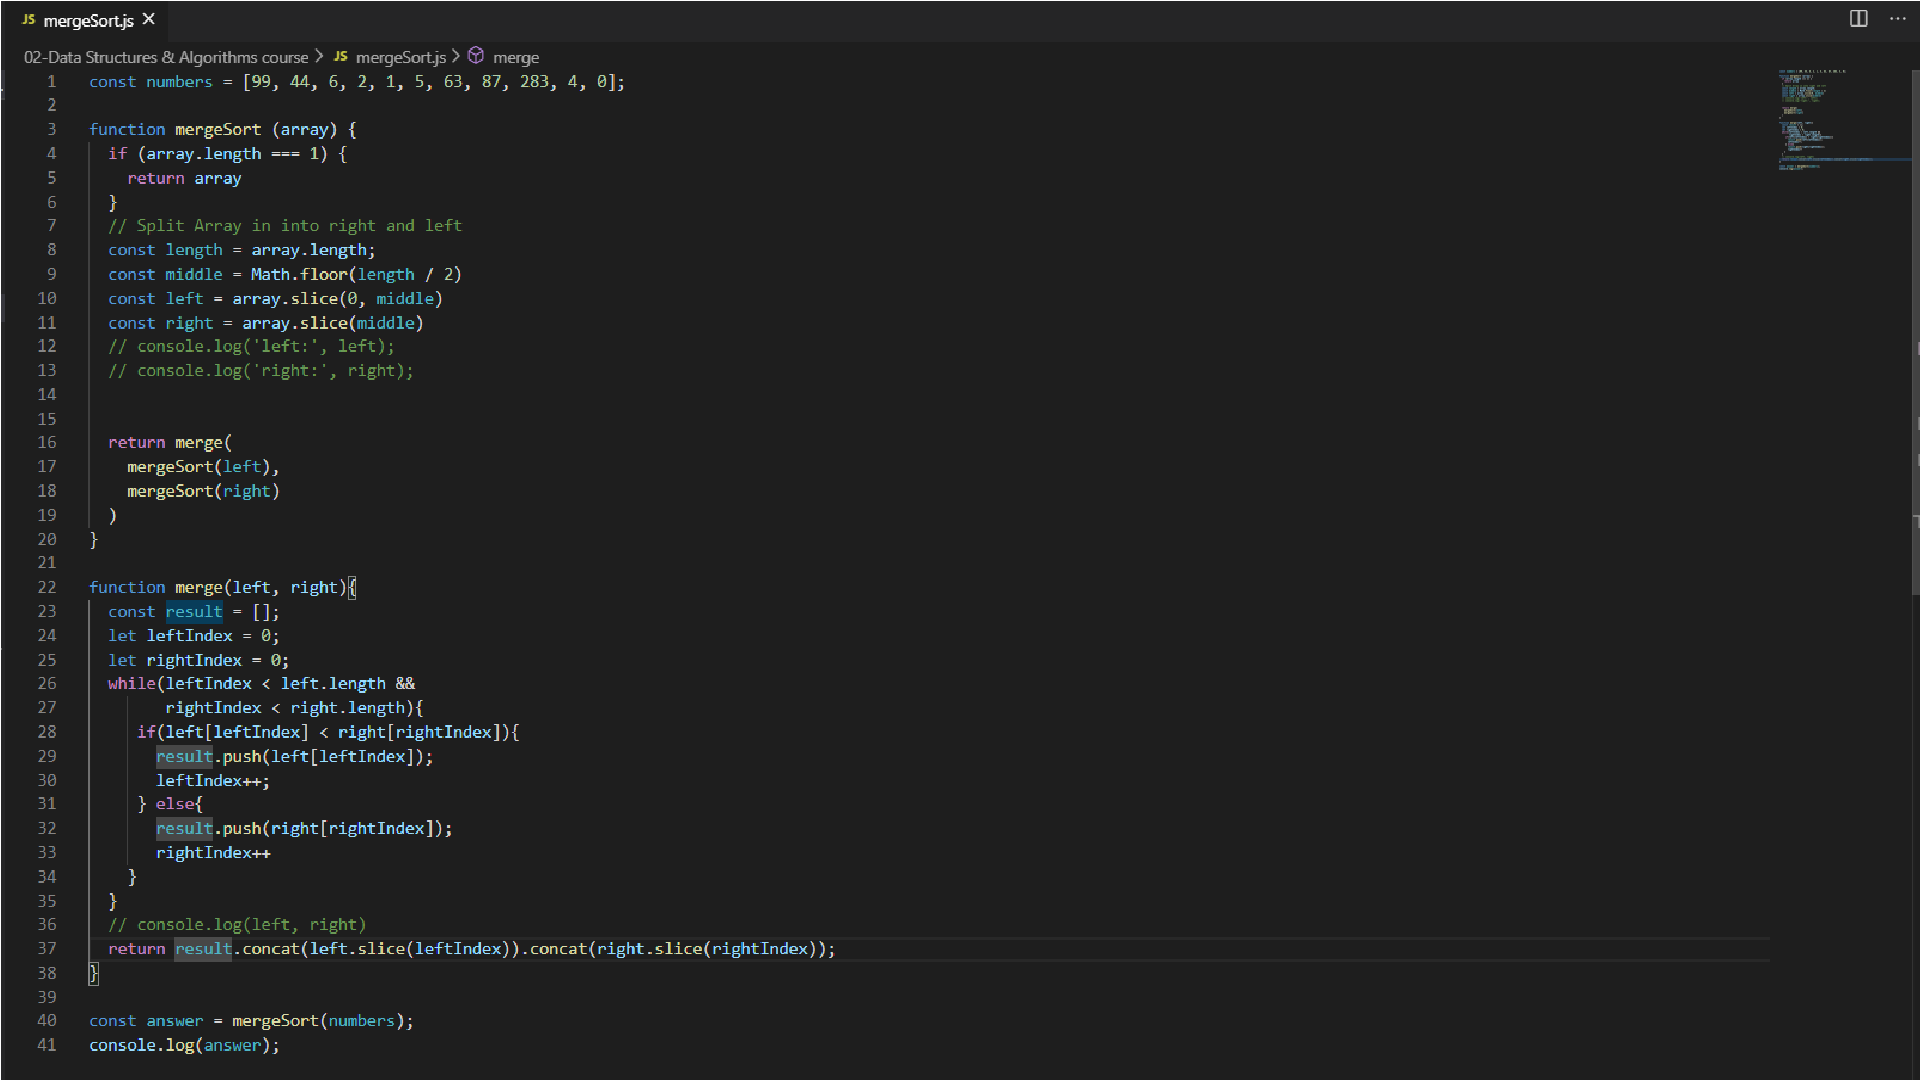 JS mergeSort.js ×
02-Data Structures & Algorithms course > JS mergeSort.js > merge
1 const numbers = [99, 44, 6, 2, 1, 5, 63, 87, 283, 4, 0];
2
3 function mergeSort (array) {
4   if (array.length === 1) {
5     return array
6   }
7   // Split Array in into right and left
8   const length = array.length;
9   const middle = Math.floor(length / 2)
10   const left = array.slice(0, middle)
11   const right = array.slice(middle)
12   // console.log('left:', left);
13   // console.log('right:', right);
14
15
16   return merge(
17     mergeSort(left),
18     mergeSort(right)
19   )
20 }
21
22 function merge(left, right){
23   const result = [];
24   let leftIndex = 0;
25   let rightIndex = 0;
26   while(leftIndex < left.length &&
27         rightIndex < right.length){
28      if(left[leftIndex] < right[rightIndex]){
29        result.push(left[leftIndex]);
30        leftIndex++;
31      } else{
32        result.push(right[rightIndex]);
33        rightIndex++
34     }
35   }
36   // console.log(left, right)
37   return result.concat(left.slice(leftIndex)).concat(right.slice(rightIndex));
38 }
39
40 const answer = mergeSort(numbers);
41 console.log(answer);